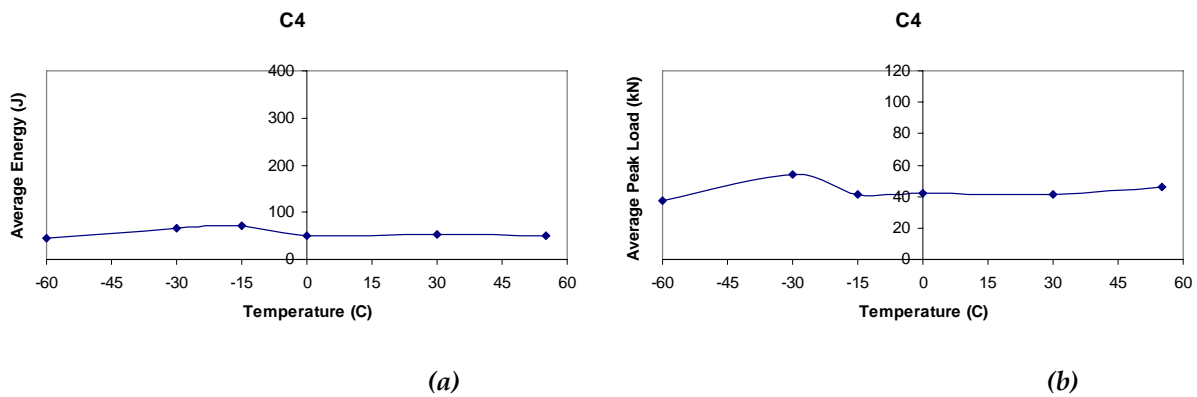 C4
Average Energy (J)
400
300
200
100
0
-60 -45 -30 -15 0 15 30 45 60
Temperature (C)
(a)
C4
Average Peak Load (kN)
120
100
80
60
40
20
0
-60 -45 -30 -15 0 15 30 45 60
Temperature (C)
(b)